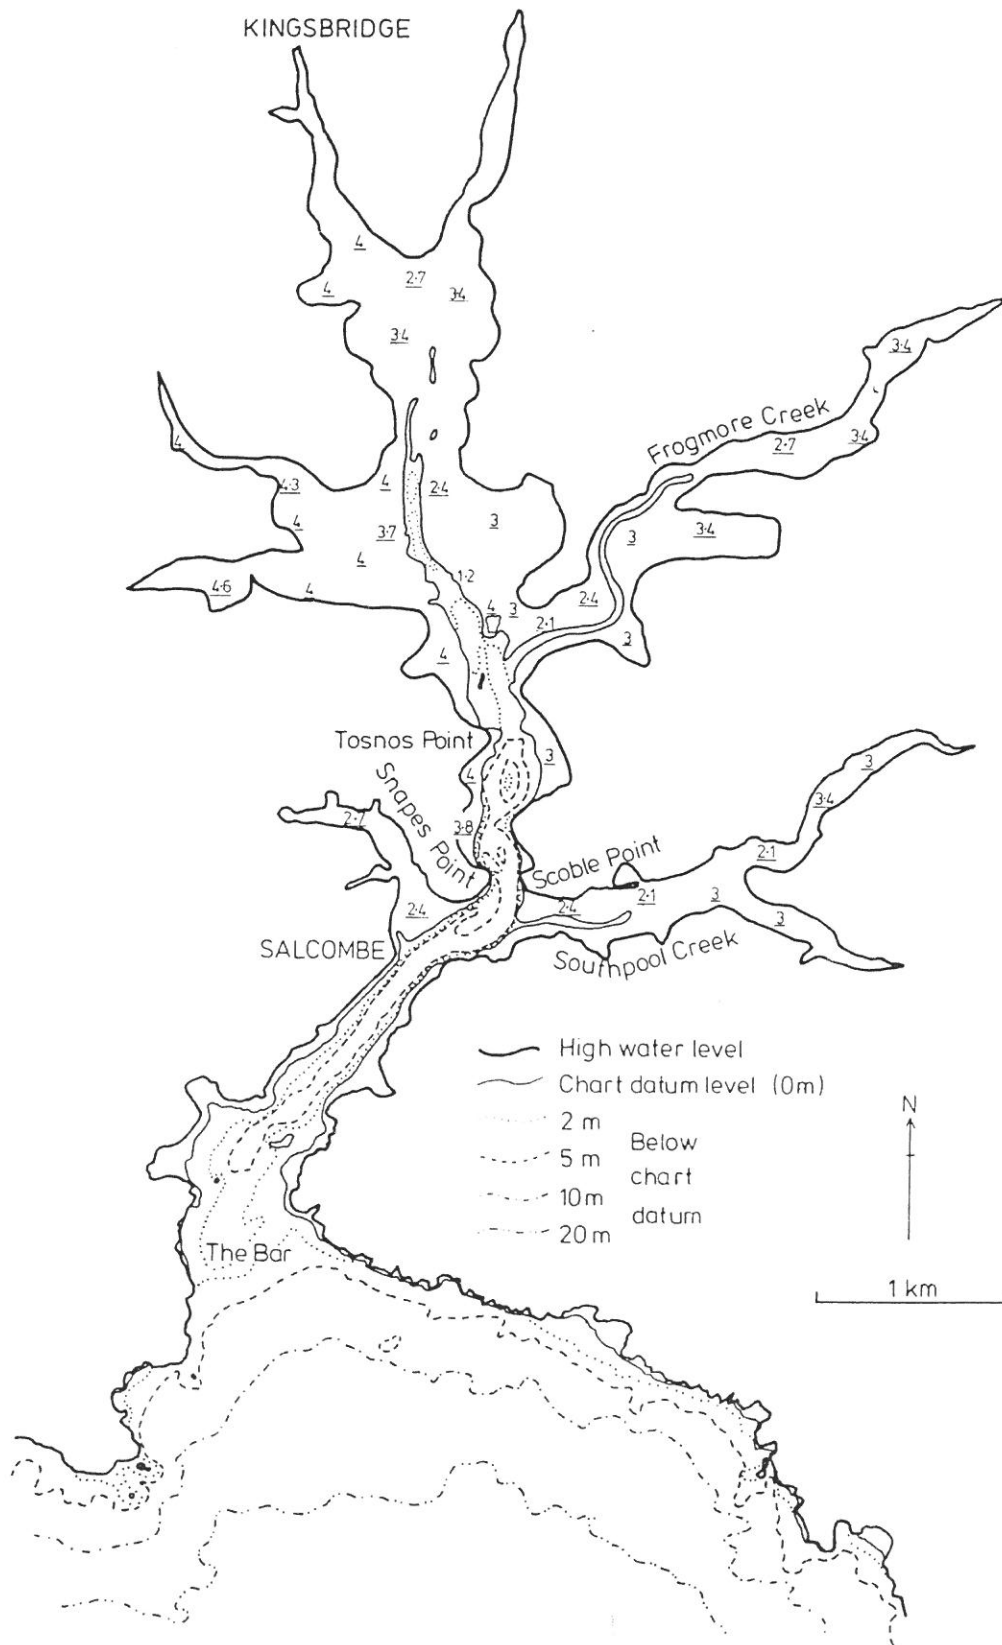 KINGSBRIDGE
4
2·7
4
3·4
3·4
3·4
Frogmore Creek
2·7
3·4
4
4·3
4
2·4
4
3·7
3
3
3·4
4
1·2
4·6
4
2·4
4
3
2·1
3
4
Tosnos Point
3
4
3
Snapes Point
2·7
3·8
3·4
Scoble Point
2·1
2·4
2·4
2·1
3
3
SALCOMBE
Southpool Creek
High water level
Chart datum level (0m)
2 m
5 m
10m
20 m
Below
chart
datum
N
The Bar
1 km